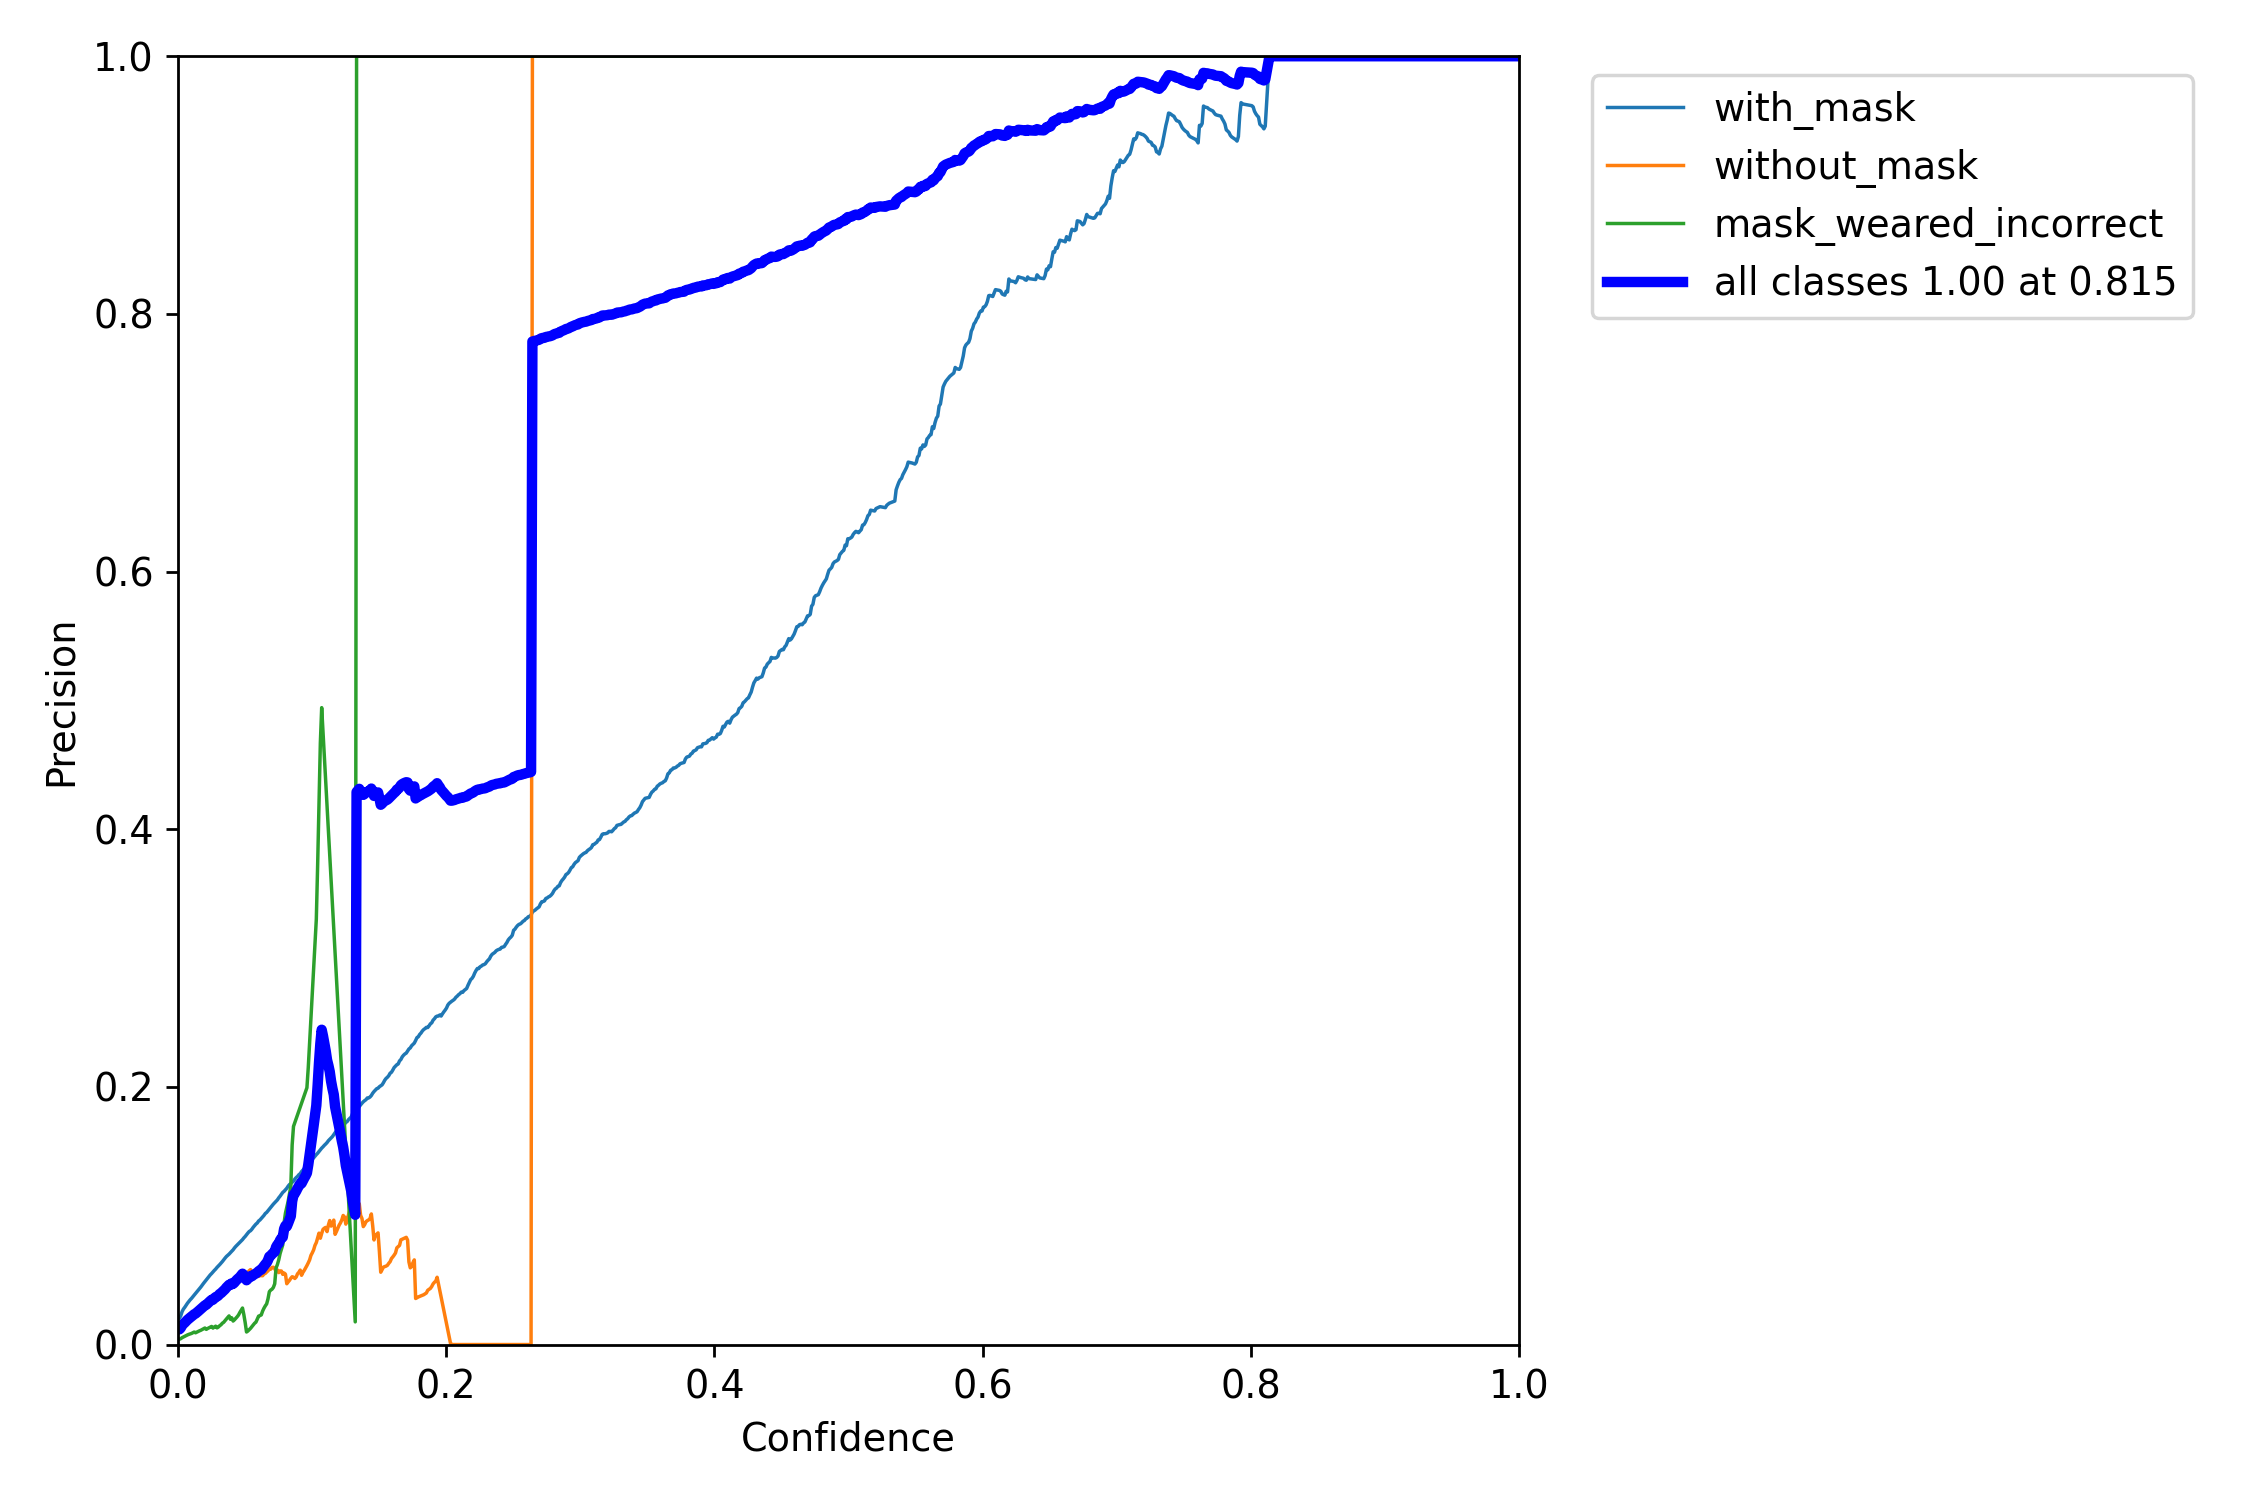 1.0
0.8
0.6
0.4
0.2
0.0
Precision
0.0 0.2 0.4 0.6 0.8 1.0
Confidence
with_mask
without_mask
mask_weared_incorrect
all classes 1.00 at 0.815